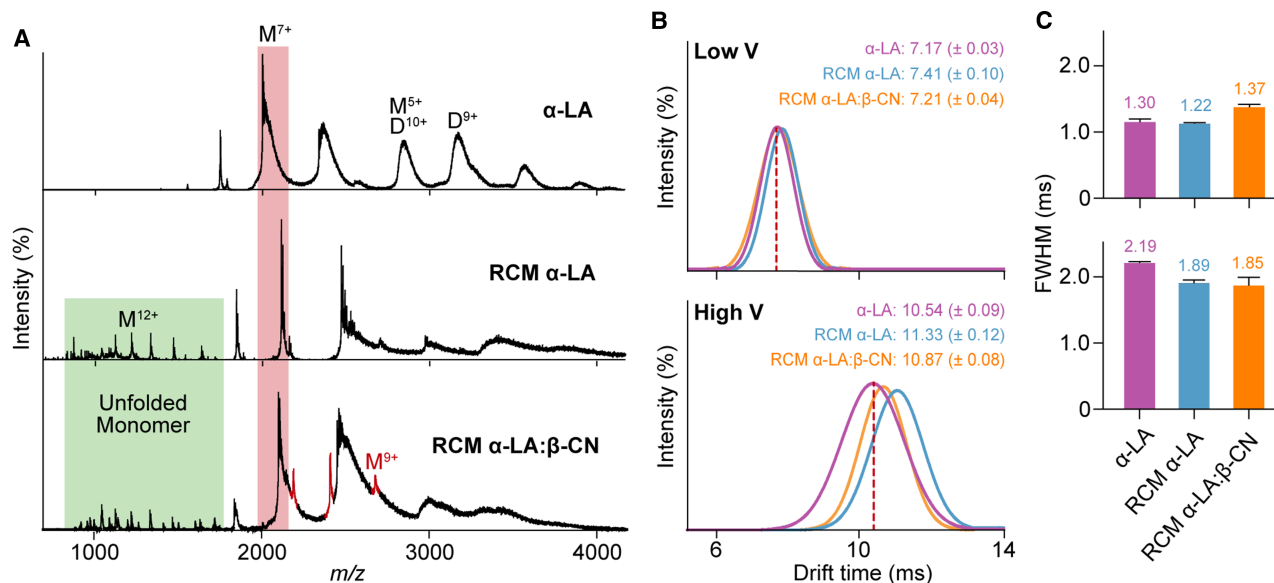 A
M7+
α-LA
M5+
D10+
D9+
RCM α-LA
M12+
Unfolded
Monomer
RCM α-LA:β-CN
M9+
Intensity (%)
1000
2000
3000
4000
m/z
B
Low V
α-LA: 7.17 (± 0.03)
RCM α-LA: 7.41 (± 0.10)
RCM α-LA:β-CN: 7.21 (± 0.04)
Intensity (%)
High V
α-LA: 10.54 (± 0.09)
RCM α-LA: 11.33 (± 0.12)
RCM α-LA:β-CN: 10.87 (± 0.08)
Intensity (%)
6
10
14
Drift time (ms)
C
2.0
1.0
0
1.30
1.22
1.37
FWHM (ms)
2.0
1.0
0
2.19
1.89
1.85
α-LA
RCM α-LA
RCM α-LA:β-CN